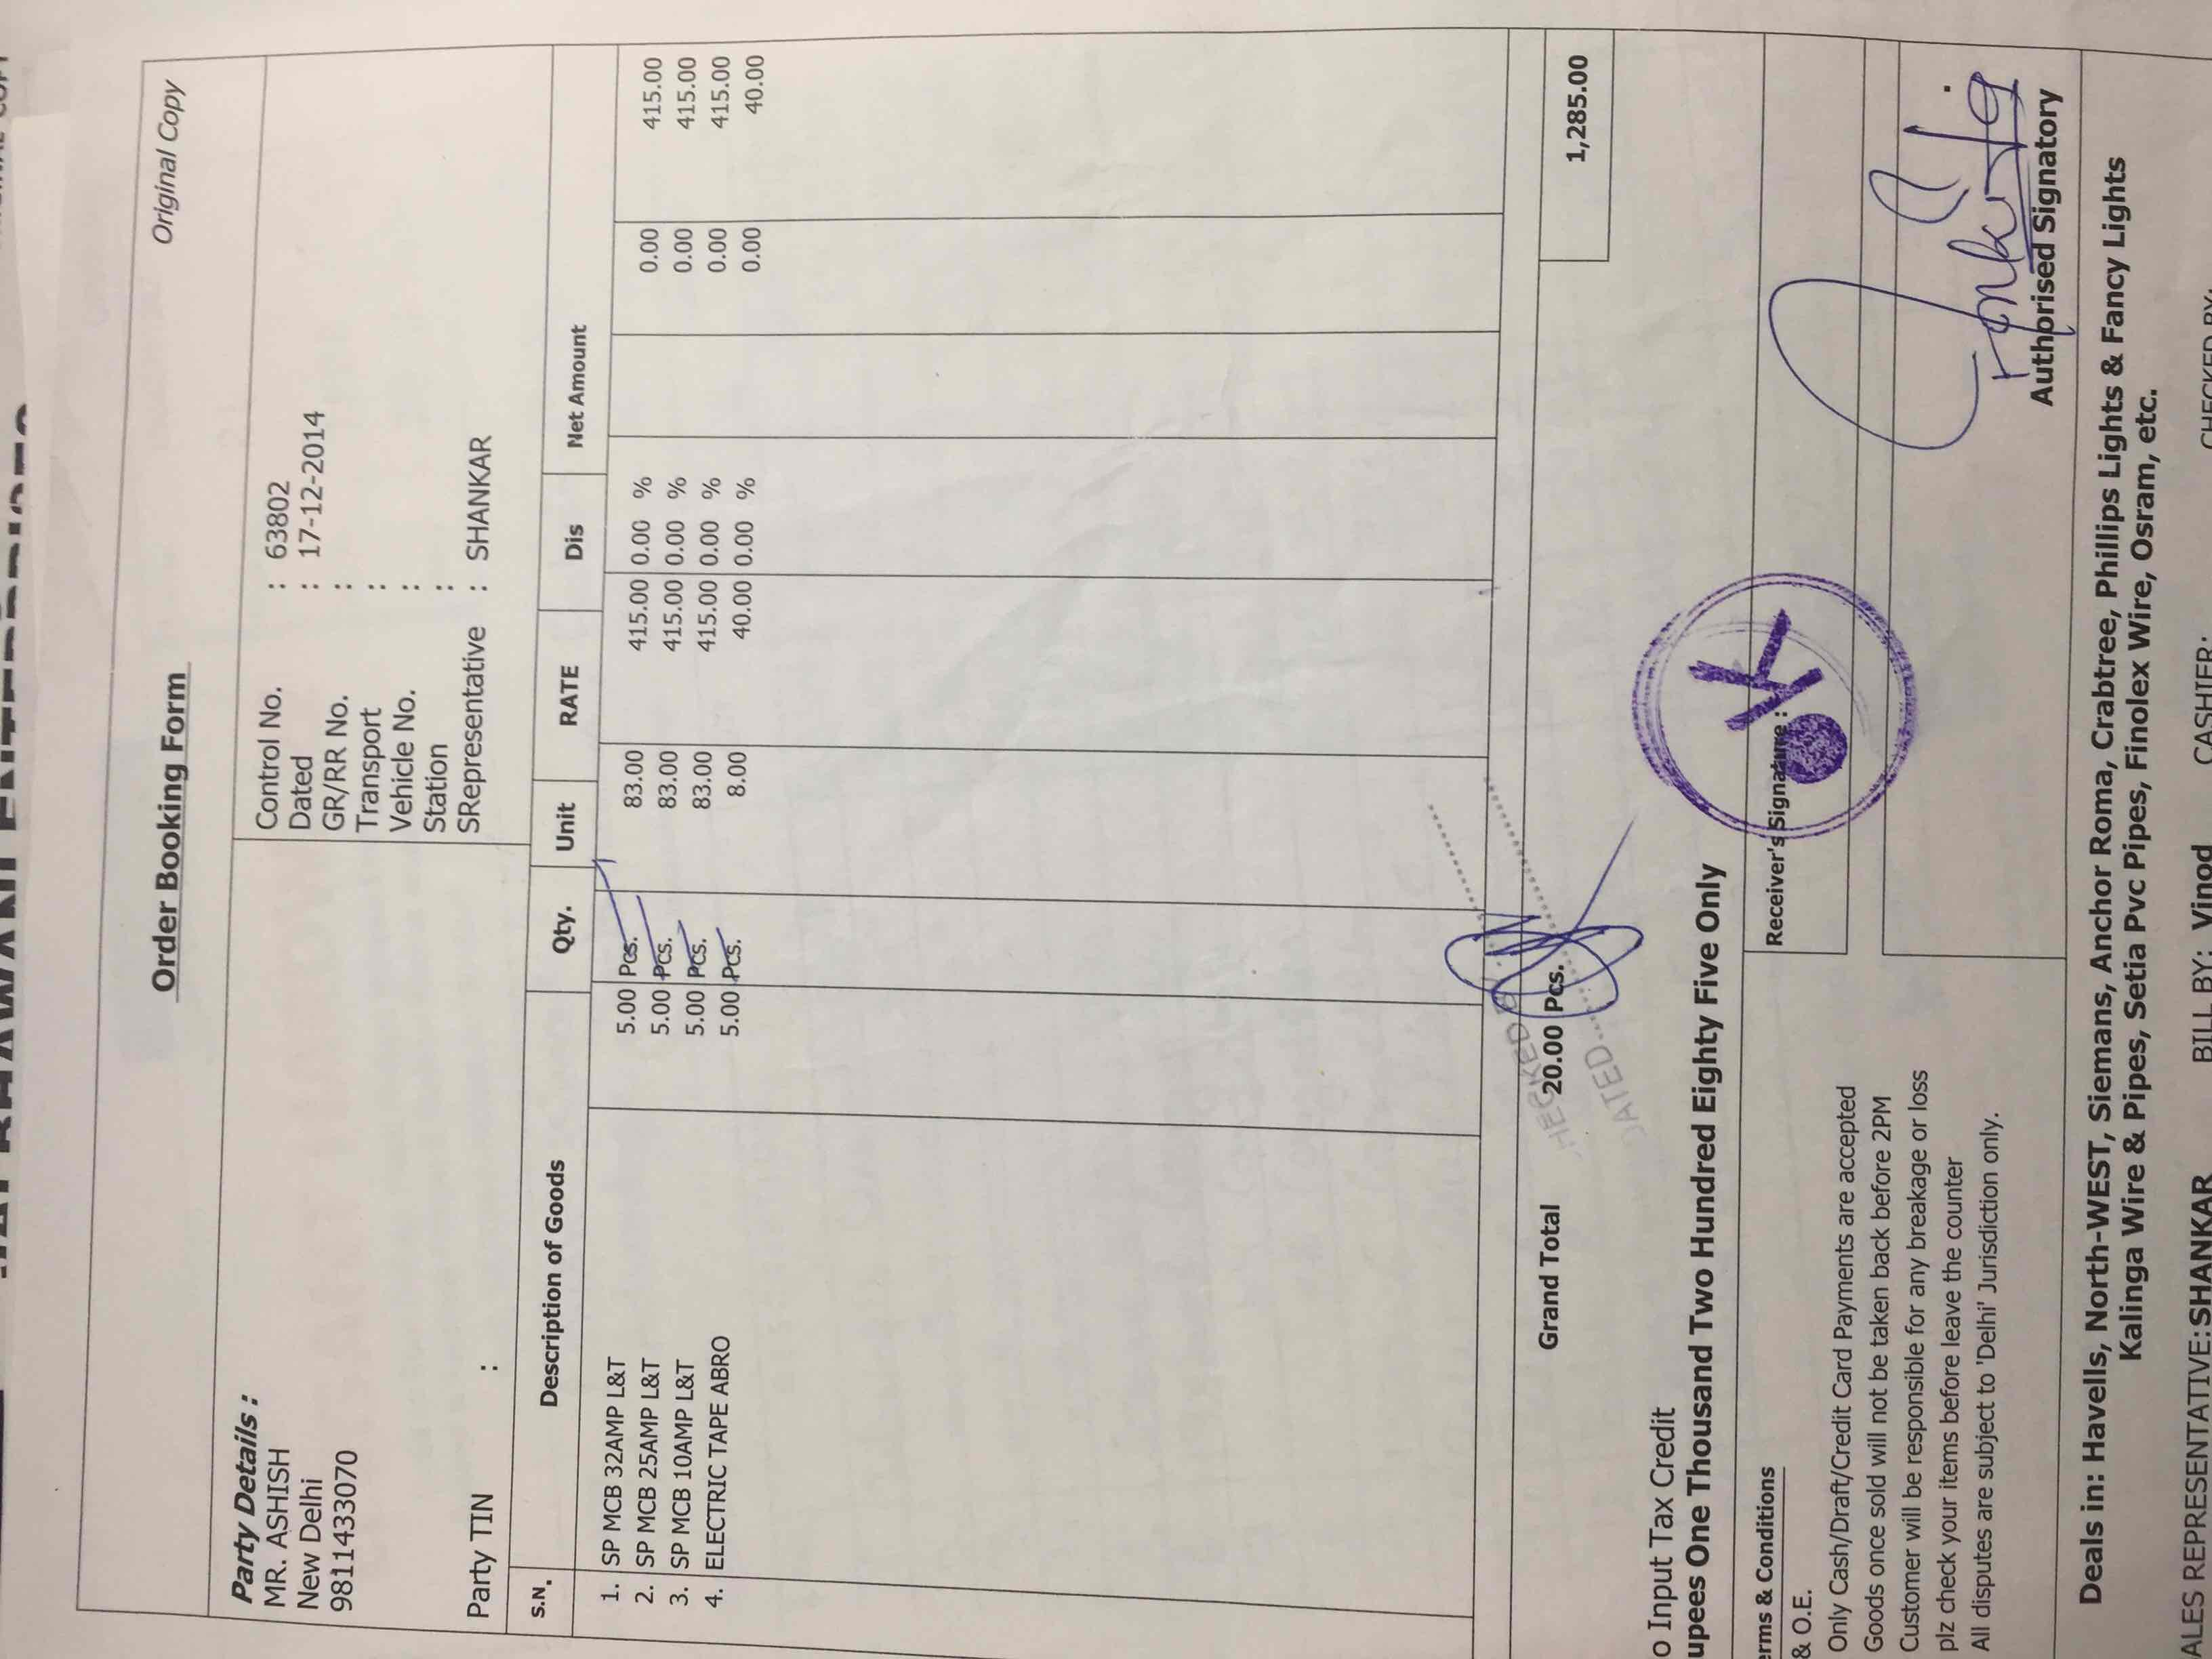 ENTERPRISES
Order Booking Form
Original Copy
Party Details :
MR. ASHISH
New Delhi
9811433070
Party TIN :
Control No. : 63802
Dated : 17-12-2014
GR/RR No. :
Transport :
Vehicle No. :
Station :
SRepresentative : SHANKAR
S.N. Description of Goods Qty. Unit RATE Dis Net Amount
1. SP MCB 32AMP L&T 5.00 Pcs. 83.00 415.00 0.00 % 0.00 415.00
2. SP MCB 25AMP L&T 5.00 Pcs. 83.00 415.00 0.00 % 0.00 415.00
3. SP MCB 10AMP L&T 5.00 Pcs. 83.00 415.00 0.00 % 0.00 415.00
4. ELECTRIC TAPE ABRO 5.00 Pcs. 8.00 40.00 0.00 % 0.00 40.00
HECKED BY
Grand Total 20.00 Pcs. 1,285.00
DATED
o Input Tax Credit
upees One Thousand Two Hundred Eighty Five Only
erms & Conditions
& O.E.
Only Cash/Draft/Credit Card Payments are accepted
Goods once sold will not be taken back before 2PM
Customer will be responsible for any breakage or loss
plz check your items before leave the counter
All disputes are subject to 'Delhi' Jurisdiction only.
Receiver's Signature :
OK
Authorised Signatory
Deals in: Havells, North-WEST, Siemans, Anchor Roma, Crabtree, Phillips Lights & Fancy Lights
Kalinga Wire & Pipes, Setia Pvc Pipes, Finolex Wire, Osram, etc.
ALES REPRESENTATIVE:SHANKAR BILL BY: Vinod CASHIER: CHECKED BY: